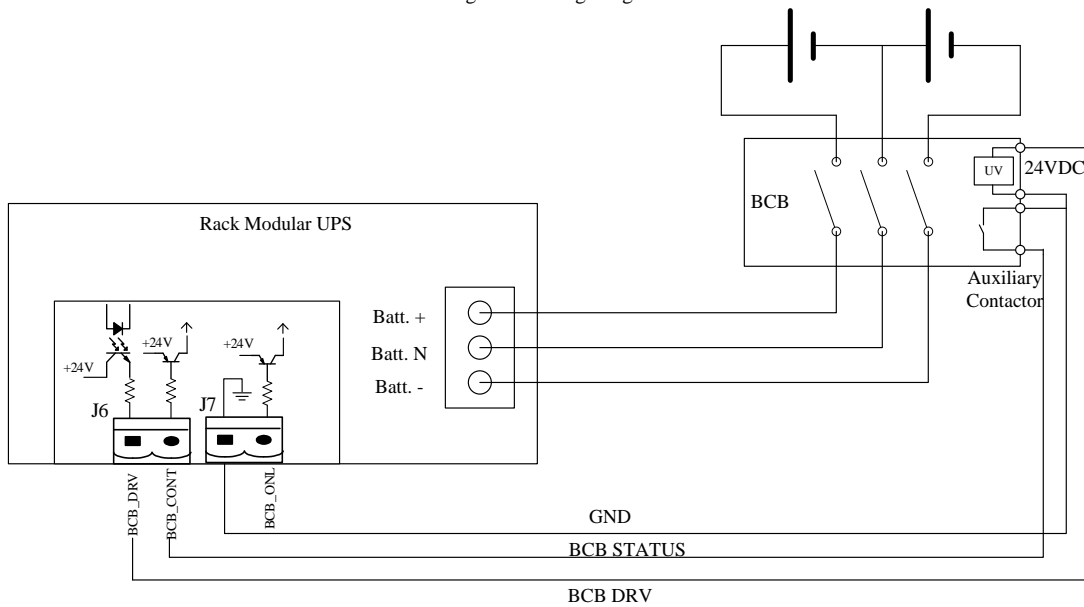 UV
24VDC
BCB
Rack Modular UPS
Auxiliary
Contactor
Batt. +
Batt. N
Batt. -
+24V
+24V
+24V
J6
J7
BCB_DRV
BCB_CONT
BCB_ONL
GND
BCB STATUS
BCB DRV